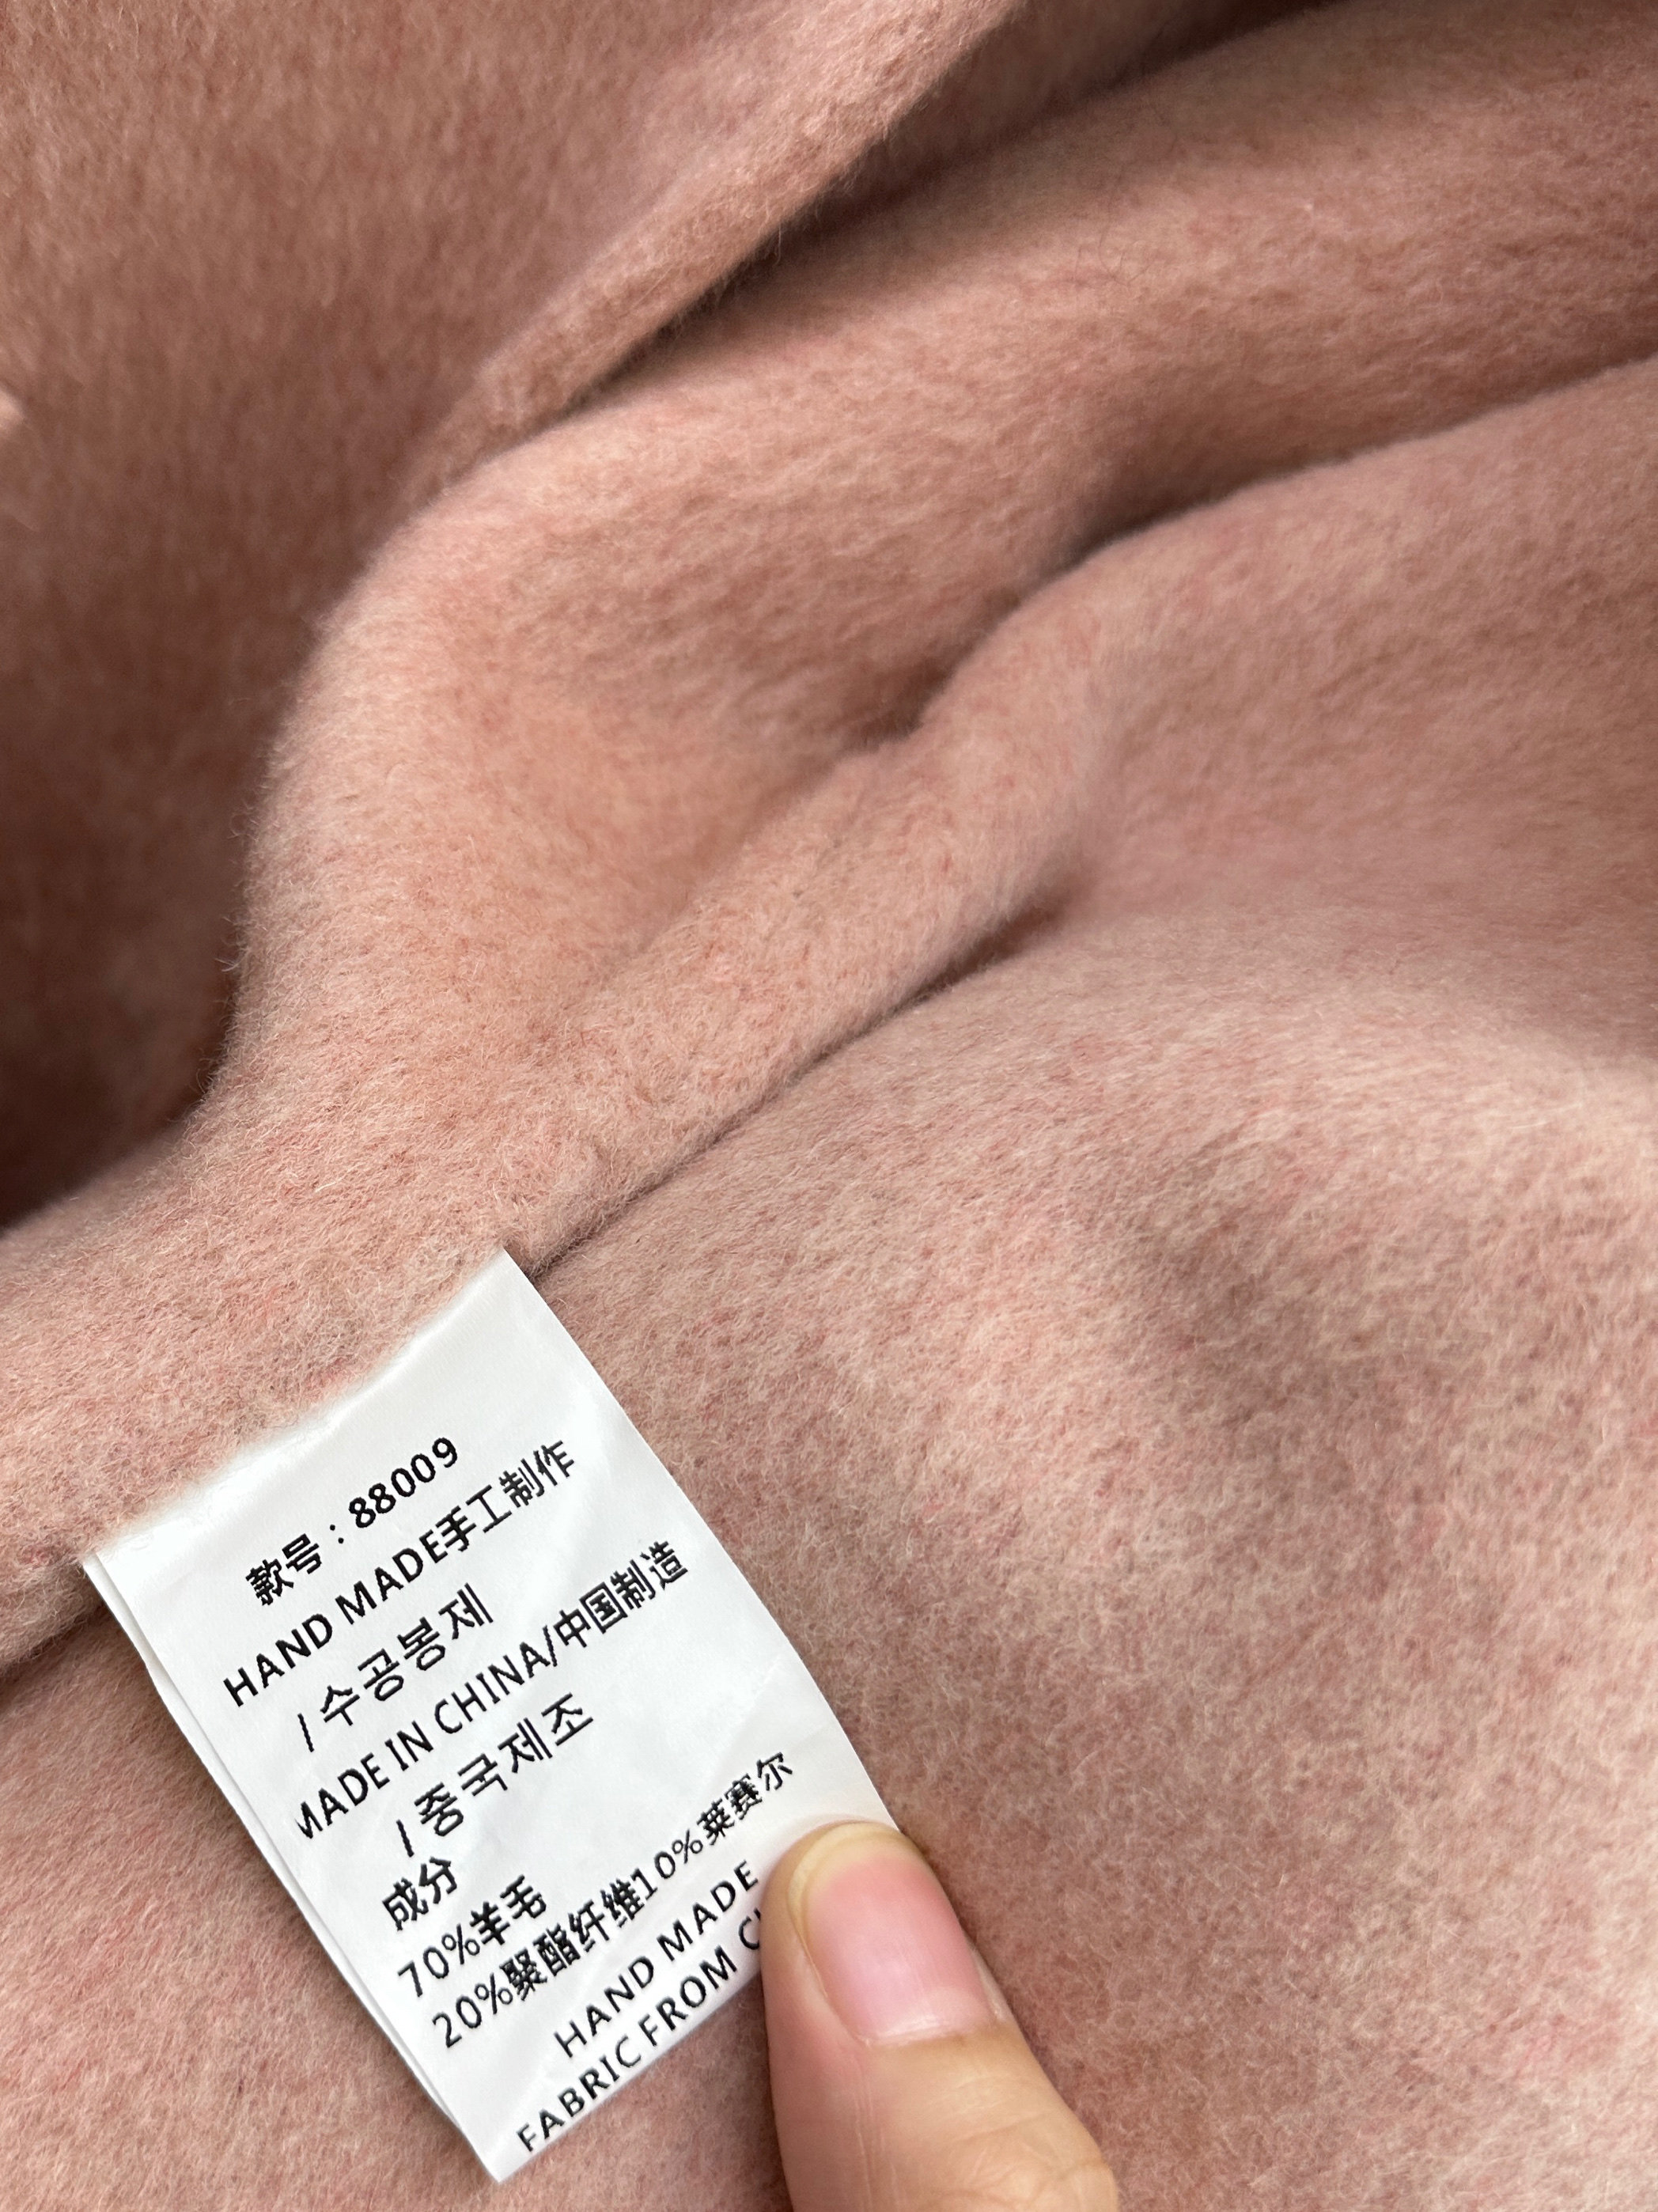 款号：88009
HAND MADE手工制作
/ 수공봉제
MADE IN CHINA/中国制造
/ 중국제조
成分
70%羊毛
20%聚酯纤维10%莱赛尔
HAND MADE
FABRIC FROM